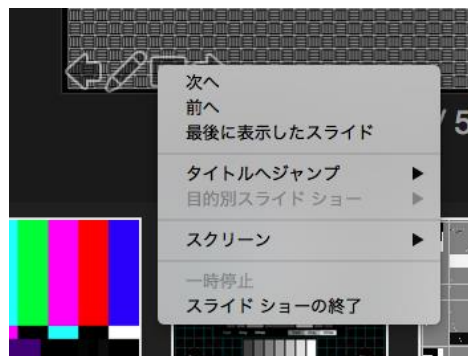 次へ
前へ
最後に表示したスライド
/ 5
タイトルへジャンプ
目的別スライド ショー
スクリーン
一時停止
スライド ショーの終了